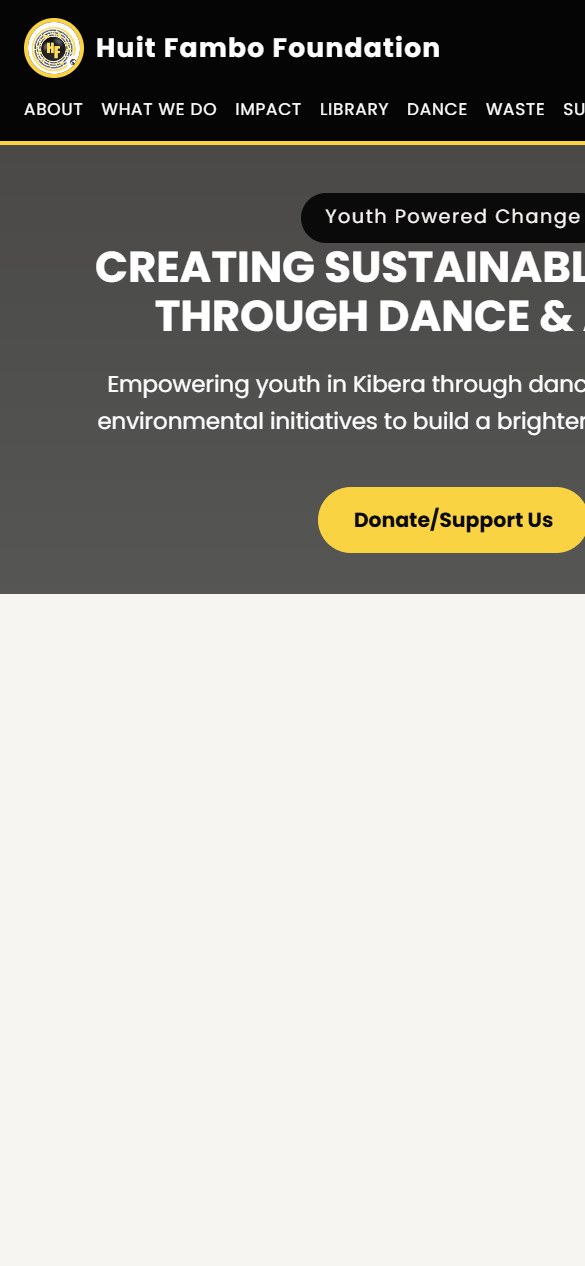 Huit Fambo Foundation
ABOUT WHAT WE DO IMPACT LIBRARY DANCE WASTE SU
Youth Powered Change
CREATING SUSTAINABL
THROUGH DANCE &
Empowering youth in Kibera through danc
environmental initiatives to build a brighter
Donate/Support Us